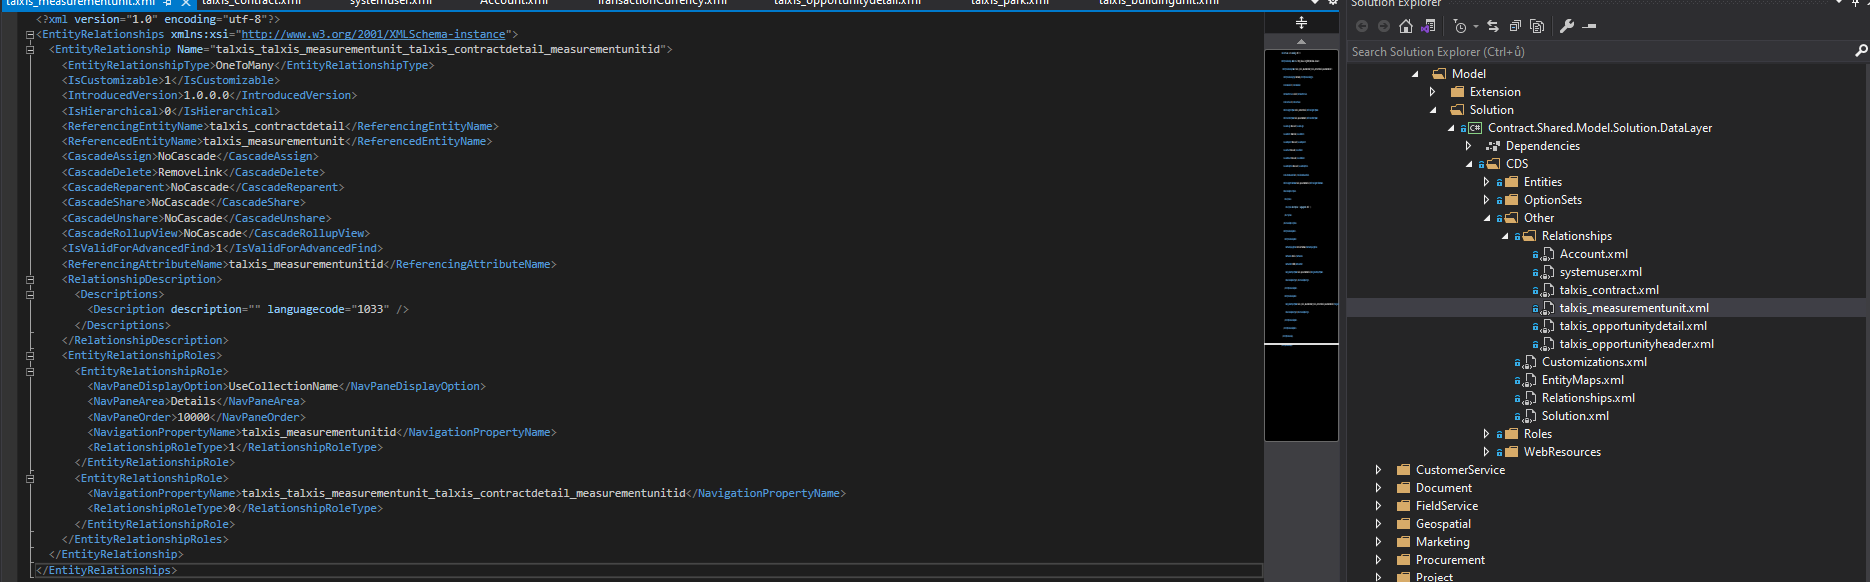 talxis_measurementunit.xml
talxis_contract.xml
systemuser.xml
Account.xml
TransactionCurrency.xml
talxis_opportunitydetail.xml
talxis_park.xml
talxis_buildingunit.xml
<?xml version="1.0" encoding="utf-8"?>
<EntityRelationships xmlns:xsi="http://www.w3.org/2001/XMLSchema-instance">
<EntityRelationship Name="talxis_talxis_measurementunit_talxis_contractdetail_measurementunitid">
<EntityRelationshipType>OneToMany</EntityRelationshipType>
<IsCustomizable>1</IsCustomizable>
<IntroducedVersion>1.0.0.0</IntroducedVersion>
<IsHierarchical>0</IsHierarchical>
<ReferencingEntityName>talxis_contractdetail</ReferencingEntityName>
<ReferencedEntityName>talxis_measurementunit</ReferencedEntityName>
<CascadeAssign>NoCascade</CascadeAssign>
<CascadeDelete>RemoveLink</CascadeDelete>
<CascadeReparent>NoCascade</CascadeReparent>
<CascadeShare>NoCascade</CascadeShare>
<CascadeUnshare>NoCascade</CascadeUnshare>
<CascadeRollupView>NoCascade</CascadeRollupView>
<IsValidForAdvancedFind>1</IsValidForAdvancedFind>
<ReferencingAttributeName>talxis_measurementunitid</ReferencingAttributeName>
<RelationshipDescription>
<Descriptions>
<Description description="" languagecode="1033" />
</Descriptions>
</RelationshipDescription>
<EntityRelationshipRoles>
<EntityRelationshipRole>
<NavPaneDisplayOption>UseCollectionName</NavPaneDisplayOption>
<NavPaneArea>Details</NavPaneArea>
<NavPaneOrder>10000</NavPaneOrder>
<NavigationPropertyName>talxis_measurementunitid</NavigationPropertyName>
<RelationshipRoleType>1</RelationshipRoleType>
</EntityRelationshipRole>
<EntityRelationshipRole>
<NavigationPropertyName>talxis_talxis_measurementunit_talxis_contractdetail_measurementunitid</NavigationPropertyName>
<RelationshipRoleType>0</RelationshipRoleType>
</EntityRelationshipRole>
</EntityRelationshipRoles>
</EntityRelationship>
</EntityRelationships>
Solution Explorer
Search Solution Explorer (Ctrl+ů)
Model
Extension
Solution
C# Contract.Shared.Model.Solution.DataLayer
Dependencies
CDS
Entities
OptionSets
Other
Relationships
Account.xml
systemuser.xml
talxis_contract.xml
talxis_measurementunit.xml
talxis_opportunitydetail.xml
talxis_opportunityheader.xml
Customizations.xml
EntityMaps.xml
Relationships.xml
Solution.xml
Roles
WebResources
CustomerService
Document
FieldService
Geospatial
Marketing
Procurement
Project